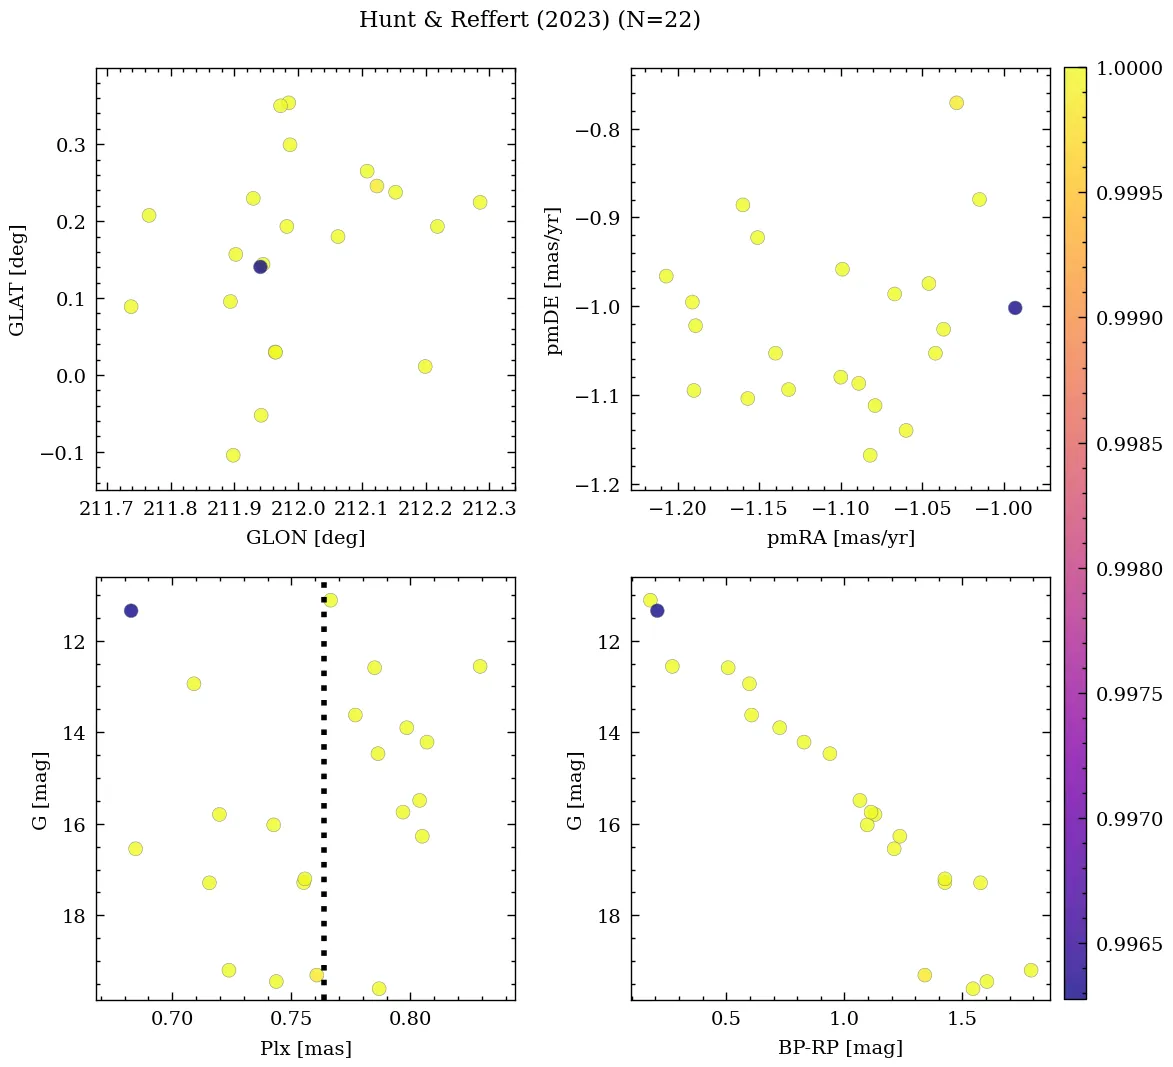 Hunt & Reffert (2023) (N=22)
GLAT [deg]
0.3
0.2
0.1
0.0
−0.1
211.7 211.8 211.9 212.0 212.1 212.2 212.3
GLON [deg]
pmDE [mas/yr]
−0.8
−0.9
−1.0
−1.1
−1.2
−1.20 −1.15 −1.10 −1.05 −1.00
pmRA [mas/yr]
G [mag]
12
14
16
18
0.70 0.75 0.80
Plx [mas]
G [mag]
12
14
16
18
0.5 1.0 1.5
BP-RP [mag]
1.0000
0.9995
0.9990
0.9985
0.9980
0.9975
0.9970
0.9965